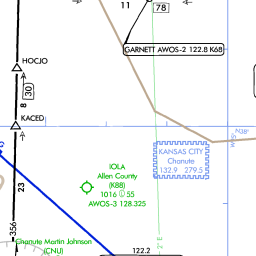 11
78
GARNETT AWOS-2 122.8 K68
HOCJO
30
8
KACED
KANSAS CITY
Chanute
132.9 279.5
IOLA
Allen County
(K88)
1016 Ⓛ 55
AWOS-3 128.325
23
356
Chanute Martin Johnson
(CNU)
122.2